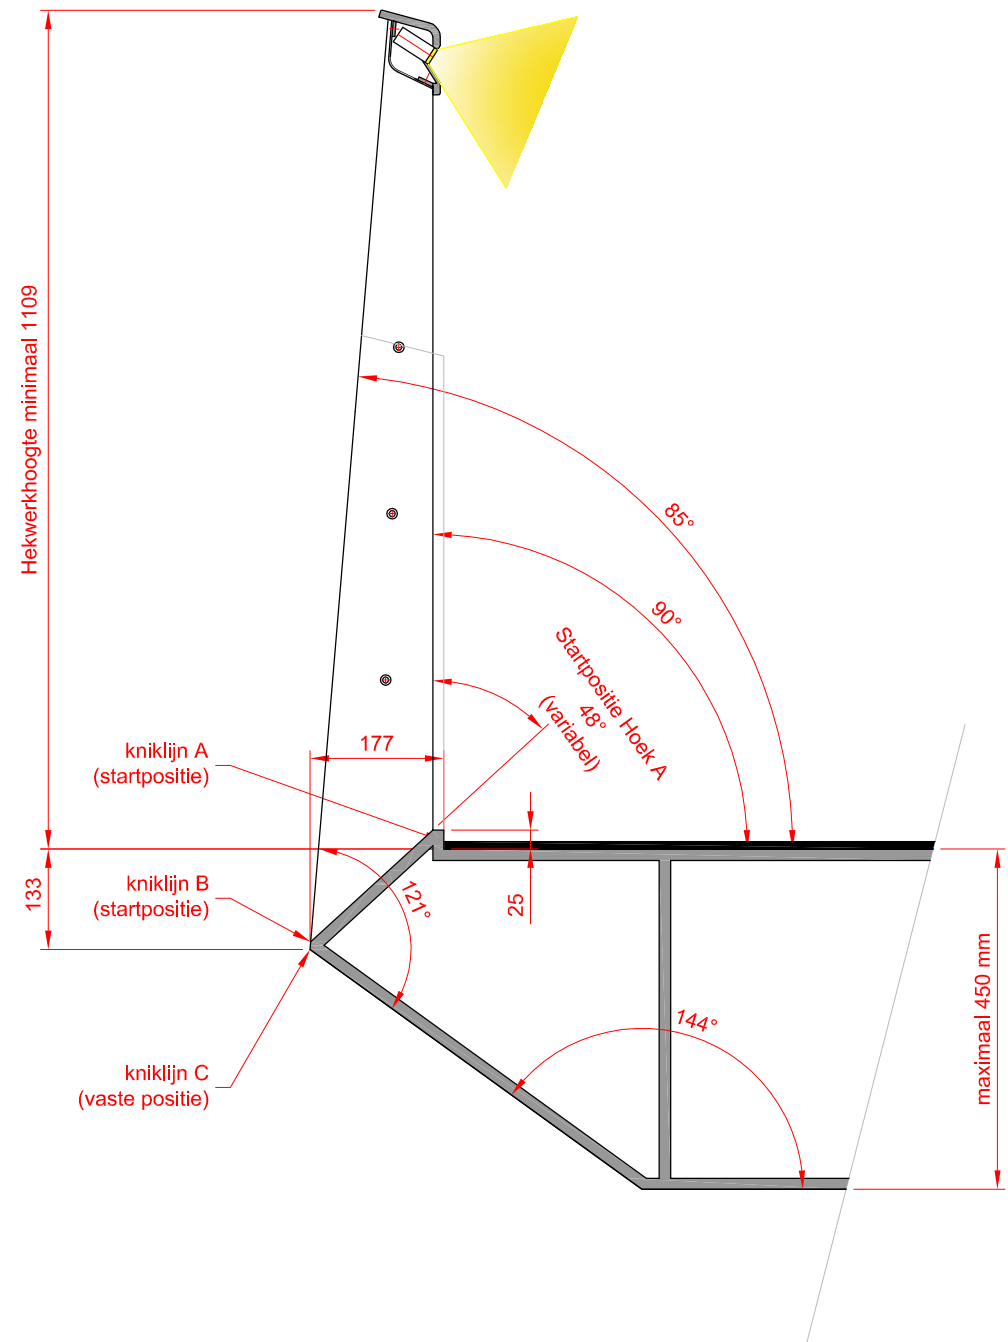 Hekwerkhoogte minimaal 1109
85°
90°
Startpositie Hoek A
48°
(variabel)
177
kniklijn A
(startpositie)
133
kniklijn B
(startpositie)
121°
25
kniklijn C
(vaste positie)
144°
maximaal 450 mm